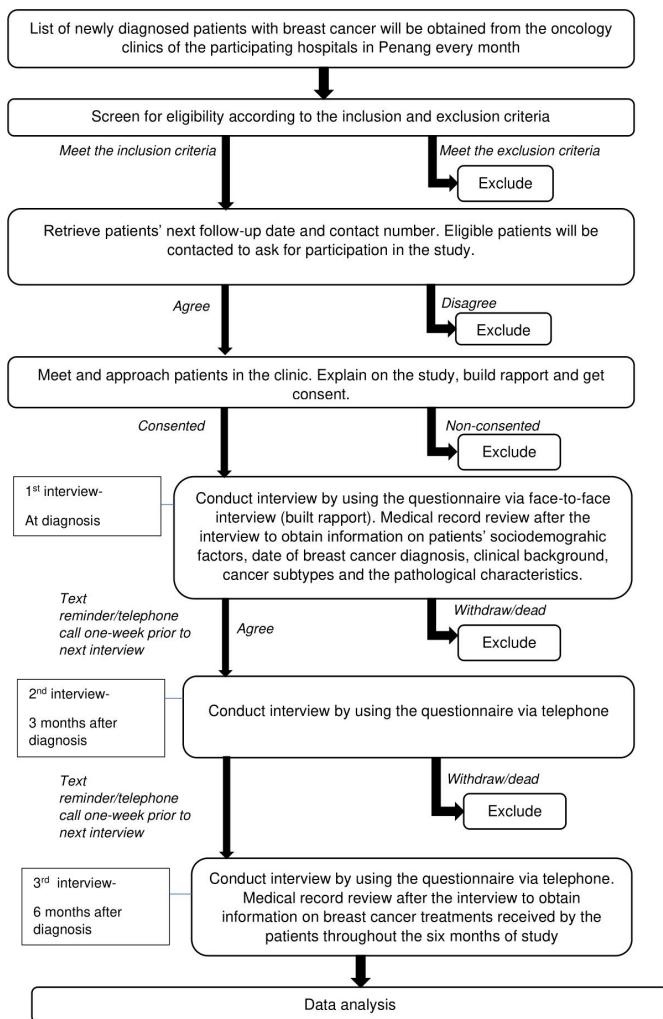 List of newly diagnosed patients with breast cancer will be obtained from the oncology
clinics of the participating hospitals in Penang every month
Screen for eligibility according to the inclusion and exclusion criteria
Meet the inclusion criteria
Meet the exclusion criteria
Exclude
Retrieve patients' next follow-up date and contact number. Eligible patients will be
contacted to ask for participation in the study.
Agree
Disagree
Exclude
Meet and approach patients in the clinic. Explain on the study, build rapport and get
consent.
Consented
Non-consented
Exclude
1st interview-
At diagnosis
Conduct interview by using the questionnaire via face-to-face
interview (built rapport). Medical record review after the
interview to obtain information on patients' sociodemograhic
factors, date of breast cancer diagnosis, clinical background,
cancer subtypes and the pathological characteristics.
Text
reminder/telephone
call one-week prior to
next interview
Agree
Withdraw/dead
Exclude
2nd interview-
3 months after
diagnosis
Conduct interview by using the questionnaire via telephone
Text
reminder/telephone
call one-week prior to
next interview
Withdraw/dead
Exclude
3rd interview-
6 months after
diagnosis
Conduct interview by using the questionnaire via telephone.
Medical record review after the interview to obtain
information on breast cancer treatments received by the
patients throughout the six months of study
Data analysis